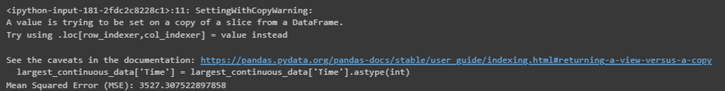 <ipython-input-181-2fdc2c8228c1>:11: SettingWithCopyWarning:
A value is trying to be set on a copy of a slice from a DataFrame.
Try using .loc[row_indexer,col_indexer] = value instead

See the caveats in the documentation: https://pandas.pydata.org/pandas-docs/stable/user_guide/indexing.html#returning-a-view-versus-a-copy
  largest_continuous_data['Time'] = largest_continuous_data['Time'].astype(int)
Mean Squared Error (MSE): 3527.307522897858